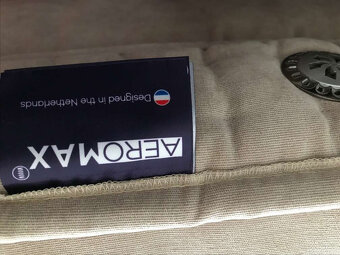 AEROMAX
Designed in the Netherlands